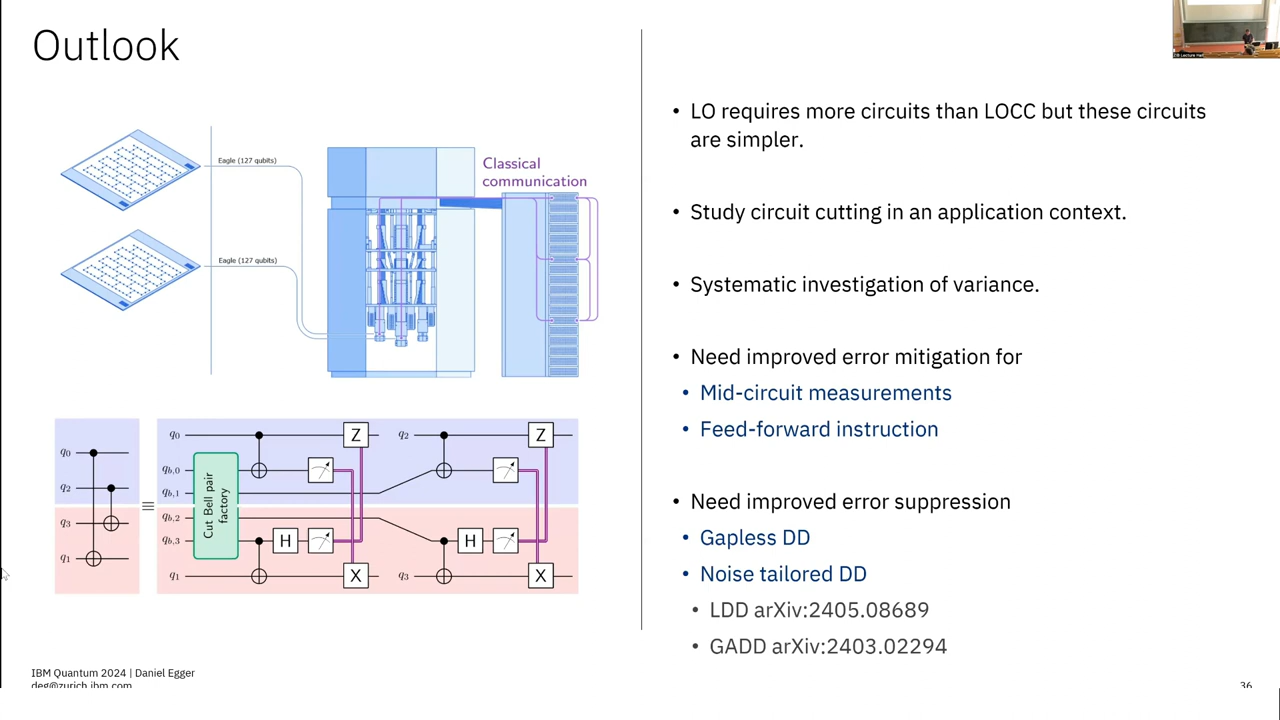 Outlook
Eagle (127 qubits)
Eagle (127 qubits)
Classical
communication
q0
q2
q3
q1
≡
q0
qb,0
qb,1
qb,2
qb,3
q1
Cut Bell pair
factory
H
Z
X
q2
q3
H
Z
X
• LO requires more circuits than LOCC but these circuits
are simpler.
• Study circuit cutting in an application context.
• Systematic investigation of variance.
• Need improved error mitigation for
• Mid-circuit measurements
• Feed-forward instruction
• Need improved error suppression
• Gapless DD
• Noise tailored DD
• LDD arXiv:2405.08689
• GADD arXiv:2403.02294
IBM Quantum 2024 | Daniel Egger
deg@zurich.ibm.com
36